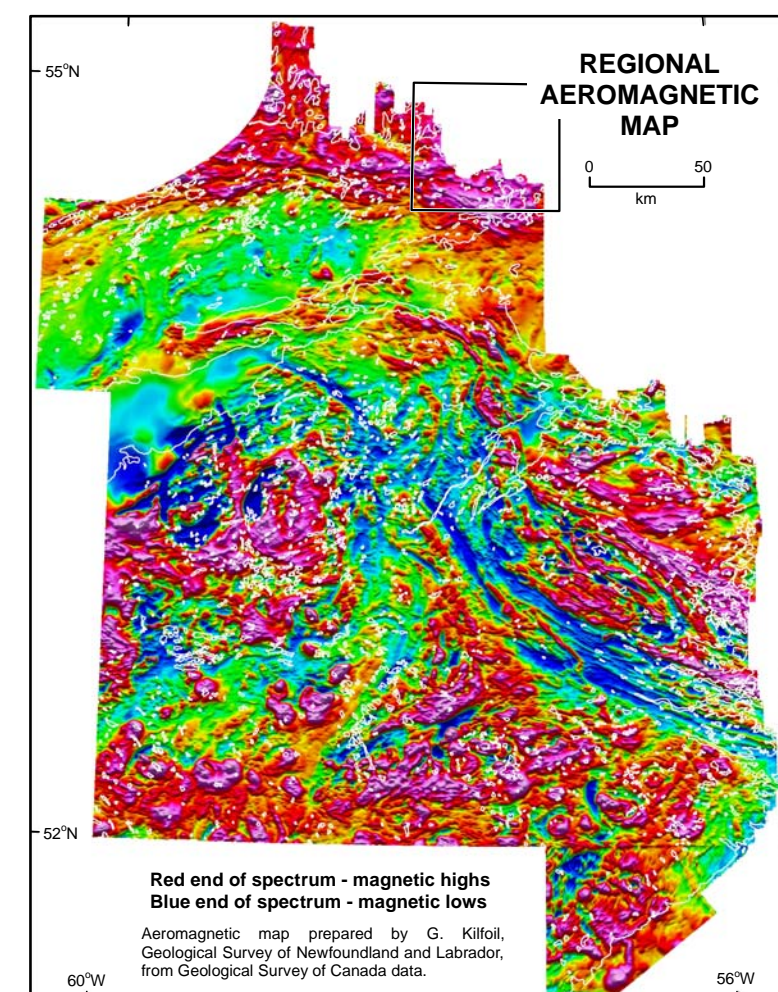 55°N
REGIONAL
AEROMAGNETIC
MAP
0 50
km
52°N
Red end of spectrum - magnetic highs
Blue end of spectrum - magnetic lows
Aeromagnetic map prepared by G. Kilfoil,
Geological Survey of Newfoundland and Labrador,
from Geological Survey of Canada data.
60°W 56°W